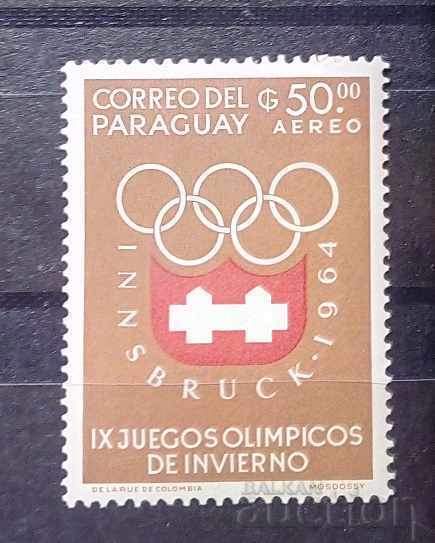 CORREO DEL ₲ 50.00
PARAGUAY AEREO
INNSBRUCK·1964
IX JUEGOS OLIMPICOS
DE INVIERNO
DE LA RUE DE COLOMBIA MOSDOSSY
BALKAN